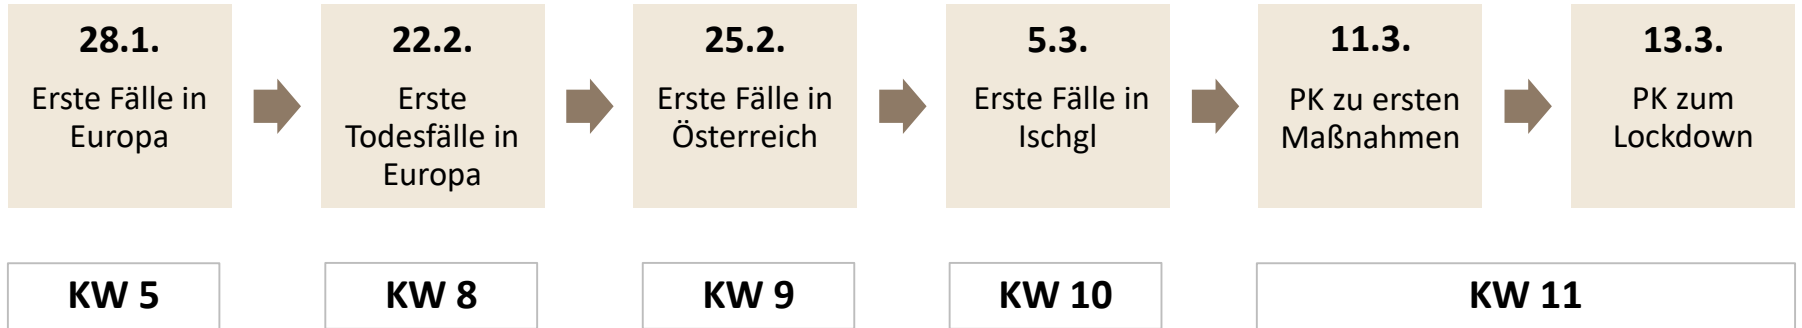 28.1.
Erste Fälle in
Europa
22.2.
Erste
Todesfälle in
Europa
25.2.
Erste Fälle in
Österreich
5.3.
Erste Fälle in
Ischgl
11.3.
PK zu ersten
Maßnahmen
13.3.
PK zum
Lockdown
KW 5
KW 8
KW 9
KW 10
KW 11